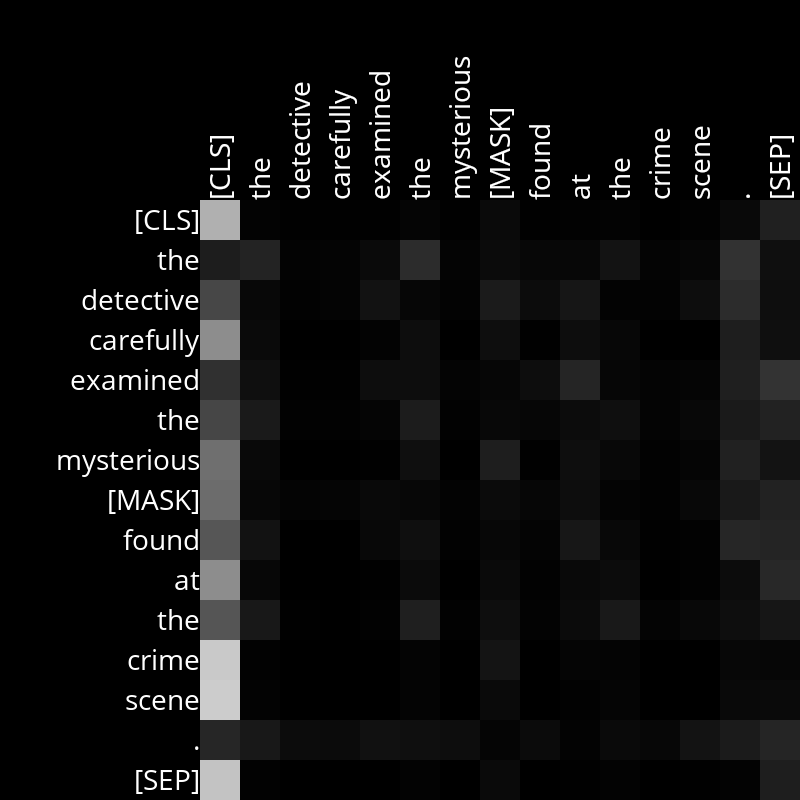 [CLS] the detective carefully examined the mysterious [MASK] found at the crime scene . [SEP]
[CLS]
the
detective
carefully
examined
the
mysterious
[MASK]
found
at
the
crime
scene
.
[SEP]